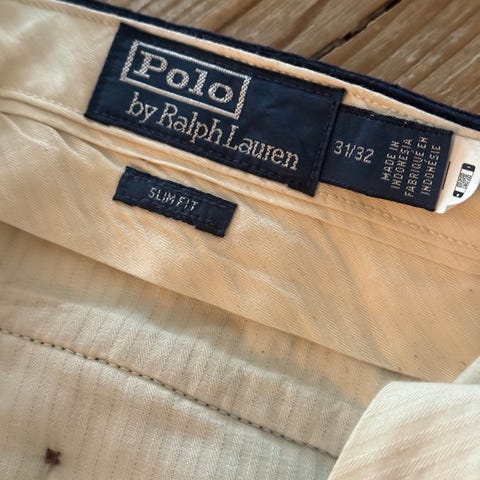 Polo
by Ralph Lauren
31/32
MADE IN
INDONESIA
FABRIQUE EN
INDONÉSIE
SLIM FIT